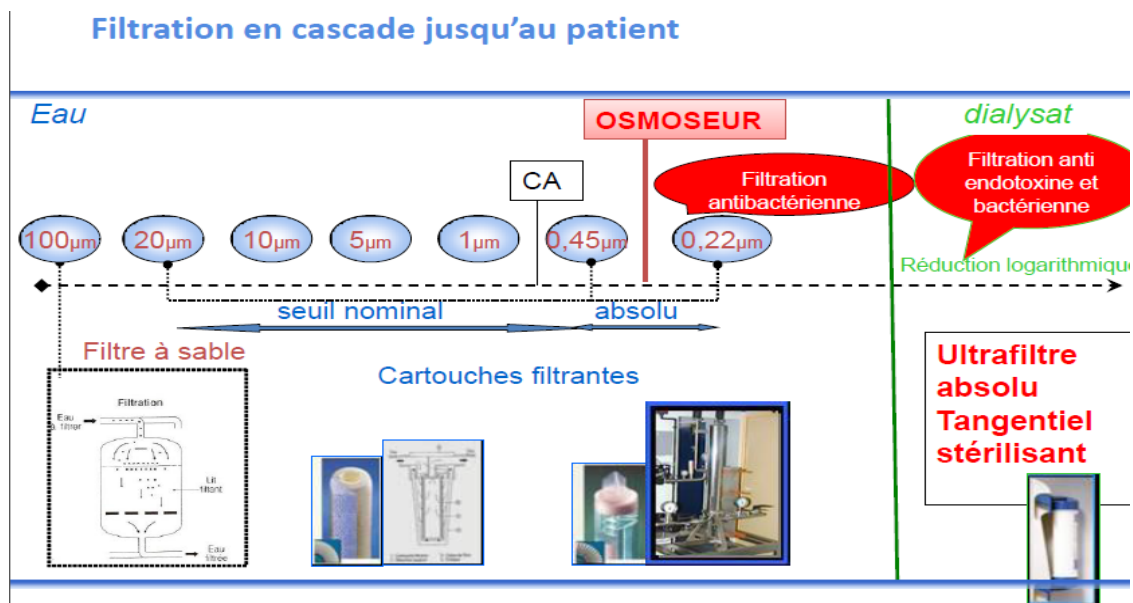 Filtration en cascade jusqu'au patient
Eau
OSMOSEUR
dialysat
CA
Filtration
antibactérienne
Filtration anti
endotoxine et
bactérienne
100µm
20µm
10µm
5µm
1µm
0,45µm
0,22µm
Réduction logarithmique
seuil nominal
absolu
Filtre à sable
Cartouches filtrantes
Ultrafiltre
absolu
Tangentiel
stérilisant
Filtration
Eau
à filtrer
Lit
filtant
Eau
filtrée